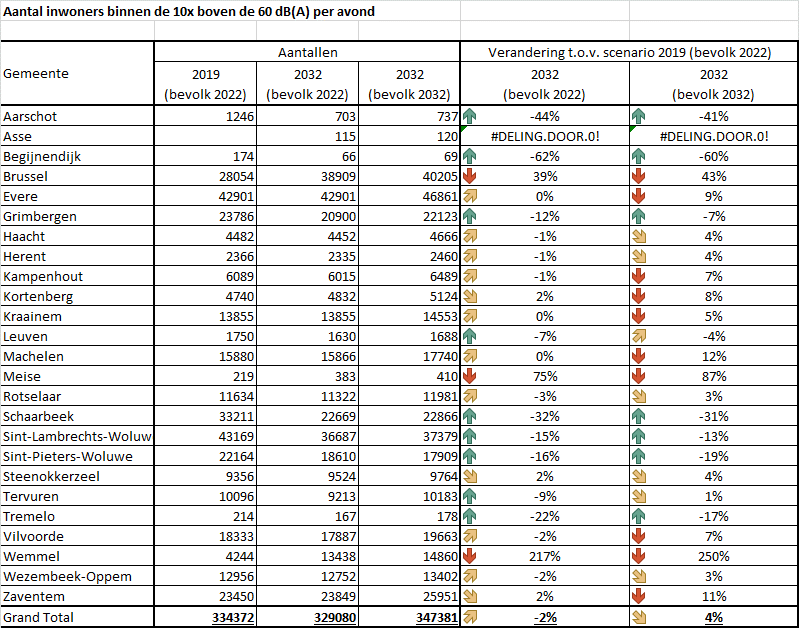 Aantal inwoners binnen de 10x boven de 60 dB(A) per avond
Aantallen Verandering t.o.v. scenario 2019 (bevolk 2022)
Gemeente 2019 2032 2032 2032 2032
(bevolk 2022) (bevolk 2022) (bevolk 2032) (bevolk 2022) (bevolk 2032)
Aarschot 1246 703 737 -44% -41%
Asse 115 120 #DELING.DOOR.0! #DELING.DOOR.0!
Begijnendijk 174 66 69 -62% -60%
Brussel 28054 38909 40205 39% 43%
Evere 42901 42901 46861 0% 9%
Grimbergen 23786 20900 22123 -12% -7%
Haacht 4482 4452 4666 -1% 4%
Herent 2366 2335 2460 -1% 4%
Kampenhout 6089 6015 6489 -1% 7%
Kortenberg 4740 4832 5124 2% 8%
Kraainem 13855 13855 14553 0% 5%
Leuven 1750 1630 1688 -7% -4%
Machelen 15880 15866 17740 0% 12%
Meise 219 383 410 75% 87%
Rotselaar 11634 11322 11981 -3% 3%
Schaarbeek 33211 22669 22866 -32% -31%
Sint-Lambrechts-Woluw 43169 36687 37379 -15% -13%
Sint-Pieters-Woluwe 22164 18610 17909 -16% -19%
Steenokkerzeel 9356 9524 9764 2% 4%
Tervuren 10096 9213 10183 -9% 1%
Tremelo 214 167 178 -22% -17%
Vilvoorde 18333 17887 19663 -2% 7%
Wemmel 4244 13438 14860 217% 250%
Wezembeek-Oppem 12956 12752 13402 -2% 3%
Zaventem 23450 23849 25951 2% 11%
Grand Total 334372 329080 347381 -2% 4%